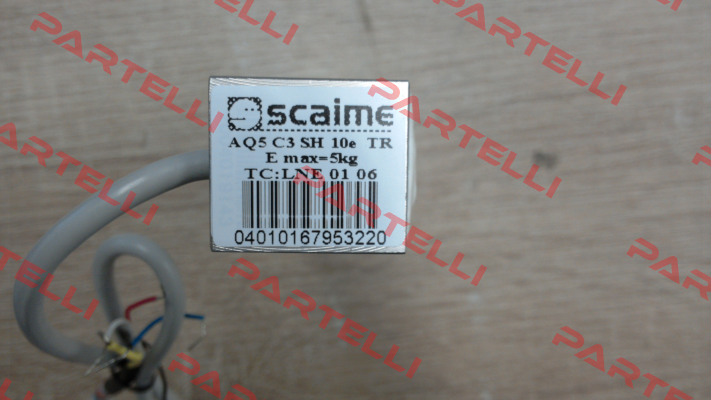 scaime
AQ5 C3 SH 10e TR
E max=5kg
TC:LNE 01 06
04010167953220
PARTELLI
PARTELLI
PARTELLI
PARTELLI
PARTELLI
PARTELLI
PARTELLI